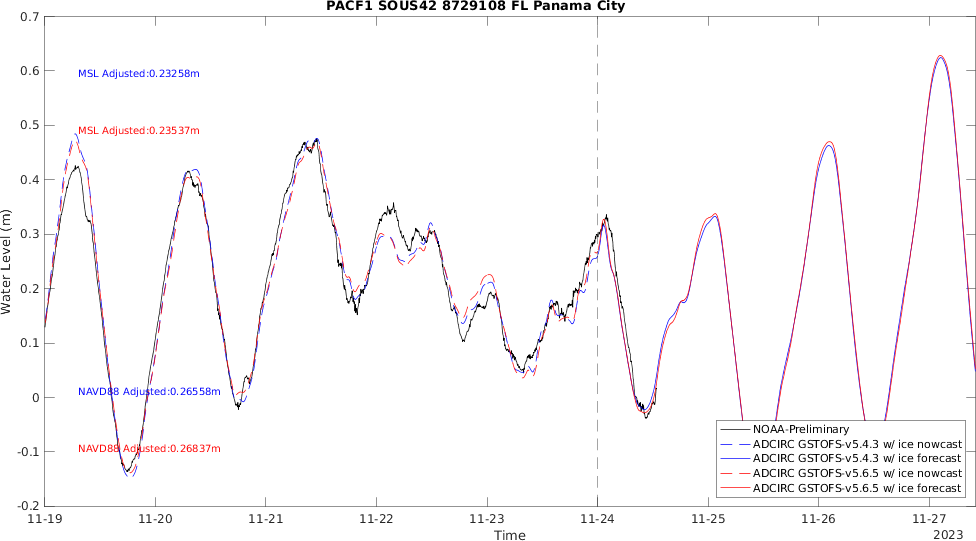 PACF1 SOUS42 8729108 FL Panama City
0.7
0.6
0.5
0.4
0.3
0.2
0.1
0
-0.1
-0.2
Water Level (m)
MSL Adjusted:0.23258m
MSL Adjusted:0.23537m
NAVD88 Adjusted:0.26558m
NAVD88 Adjusted:0.26837m
NOAA-Preliminary
ADCIRC GSTOFS-v5.4.3 w/ ice nowcast
ADCIRC GSTOFS-v5.4.3 w/ ice forecast
ADCIRC GSTOFS-v5.6.5 w/ ice nowcast
ADCIRC GSTOFS-v5.6.5 w/ ice forecast
11-19 11-20 11-21 11-22 11-23 11-24 11-25 11-26 11-27
Time
2023